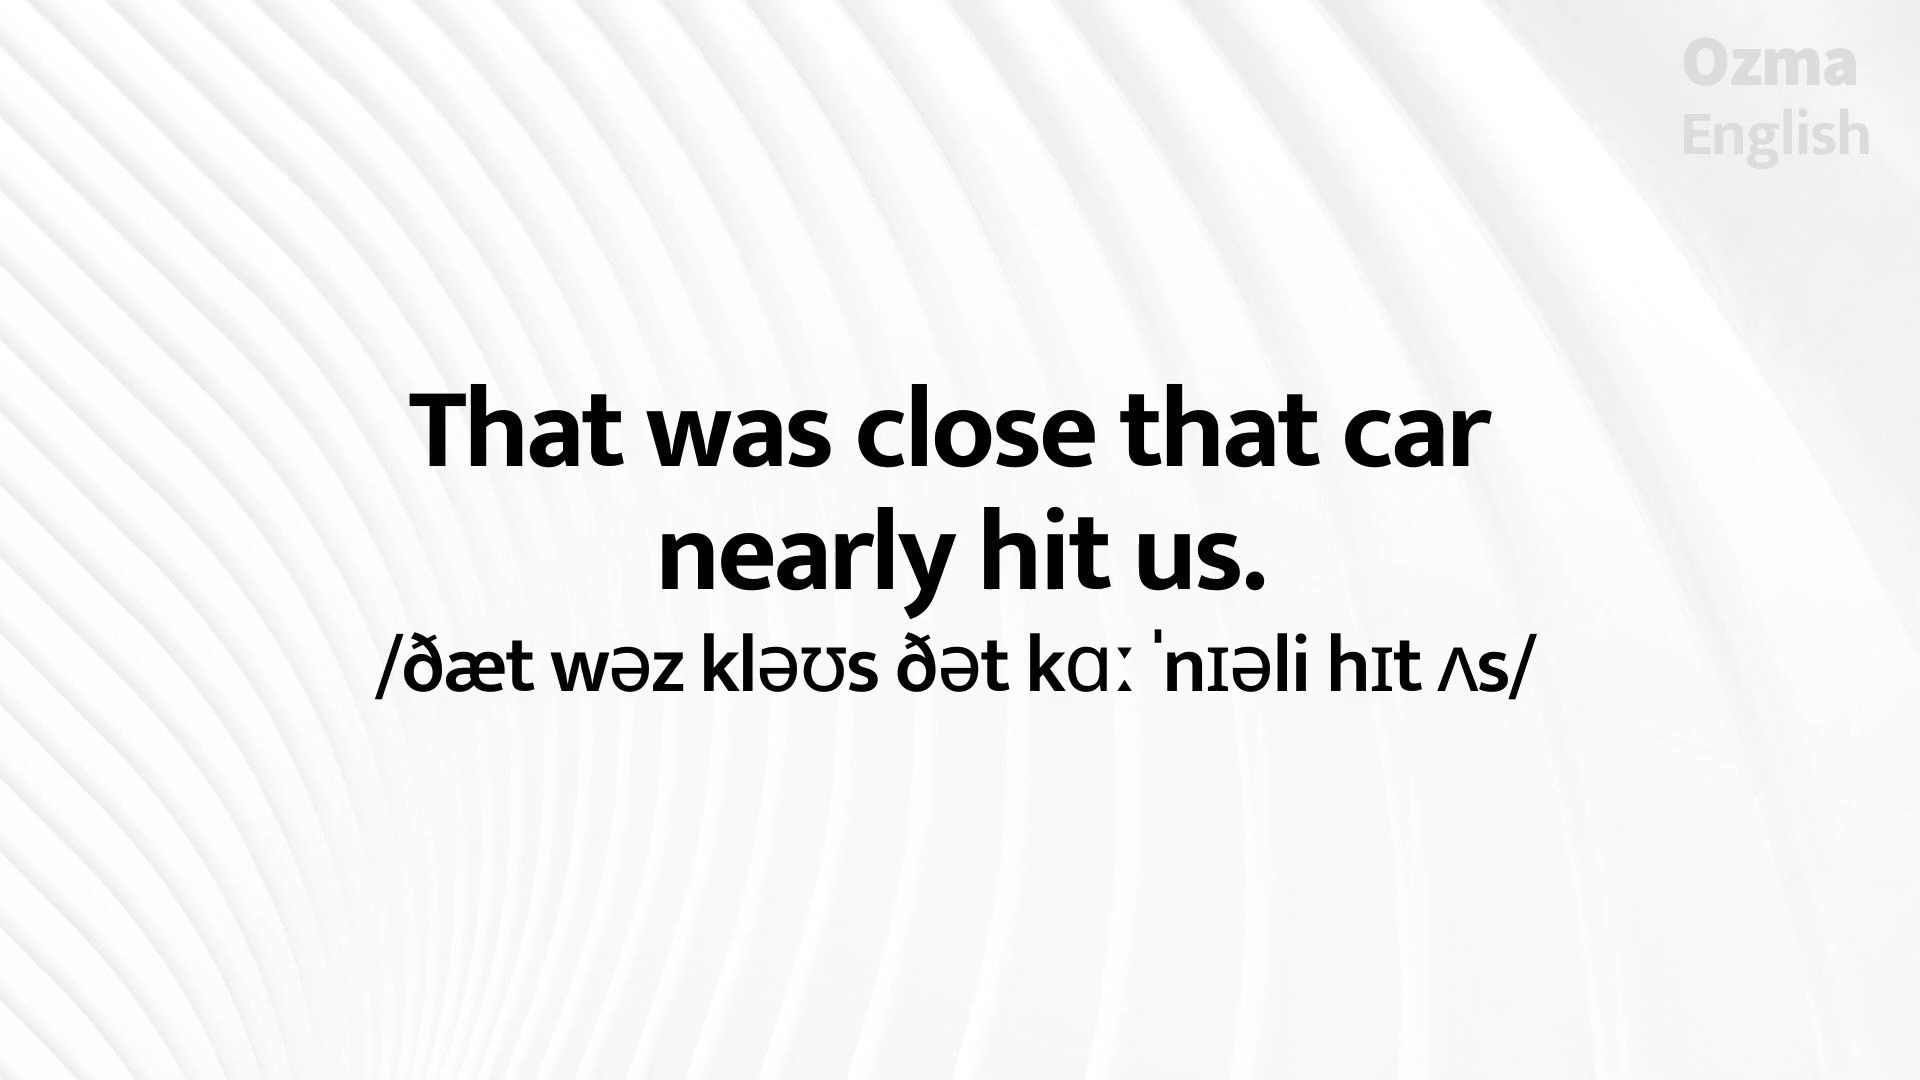 Ozma
English
That was close that car
nearly hit us.
/ðæt wəz kləʊs ðət kɑː ˈnɪəli hɪt ʌs/